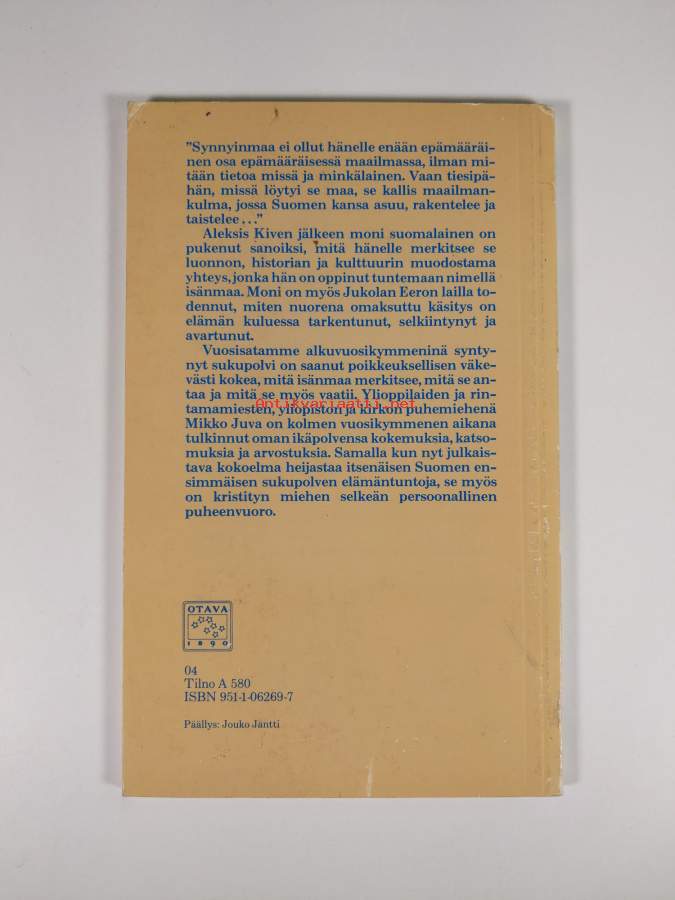 ”Synnyinmaa ei ollut hänelle enään epämääräi-
nen osa epämääräisessä maailmassa, ilman mi-
tään tietoa missä ja minkälainen. Vaan tiesipä-
hän, missä löytyi se maa, se kallis maailman-
kulma, jossa Suomen kansa asuu, rakentelee ja
taistelee...”
Aleksis Kiven jälkeen moni suomalainen on
pukenut sanoiksi, mitä hänelle merkitsee se
luonnon, historian ja kulttuurin muodostama
yhteys, jonka hän on oppinut tuntemaan nimellä
isänmaa. Moni on myös Jukolan Eeron lailla to-
dennut, miten nuorena omaksuttu käsitys on
elämän kuluessa tarkentunut, selkiintynyt ja
avartunut.
Vuosisatamme alkuvuosikymmeninä synty-
nyt sukupolvi on saanut poikkeuksellisen väke-
västi kokea, mitä isänmaa merkitsee, mitä se an-
taa ja mitä se myös vaatii. Ylioppilaiden ja rin-
Antikvariaatti.net
tamamiesten, yliopiston ja kirkon puhemiehenä
Mikko Juva on kolmen vuosikymmenen aikana
tulkinnut oman ikäpolvensa kokemuksia, katso-
muksia ja arvostuksia. Samalla kun nyt julkais-
tava kokoelma heijastaa itsenäisen Suomen en-
simmäisen sukupolven elämäntuntoja, se myös
on kristityn miehen selkeän persoonallinen
puheenvuoro.
OTAVA
1890
04
Tilno A 580
ISBN 951-1-06269-7
Päällys: Jouko Jäntti